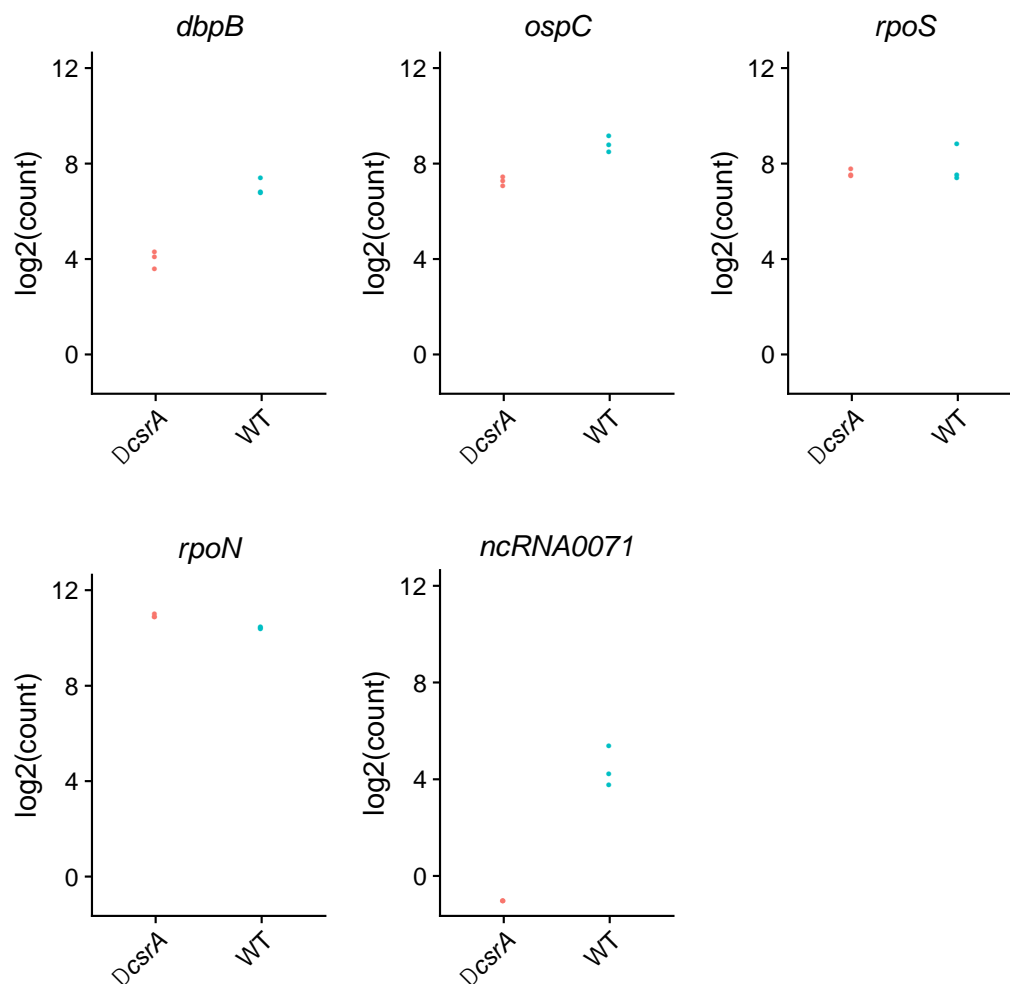 dbpB
12
8
4
0
log2(count)
DcsrA
WT
ospC
12
8
4
0
log2(count)
DcsrA
WT
rpoS
12
8
4
0
log2(count)
DcsrA
WT
rpoN
12
8
4
0
log2(count)
DcsrA
WT
ncRNA0071
12
8
4
0
log2(count)
DcsrA
WT